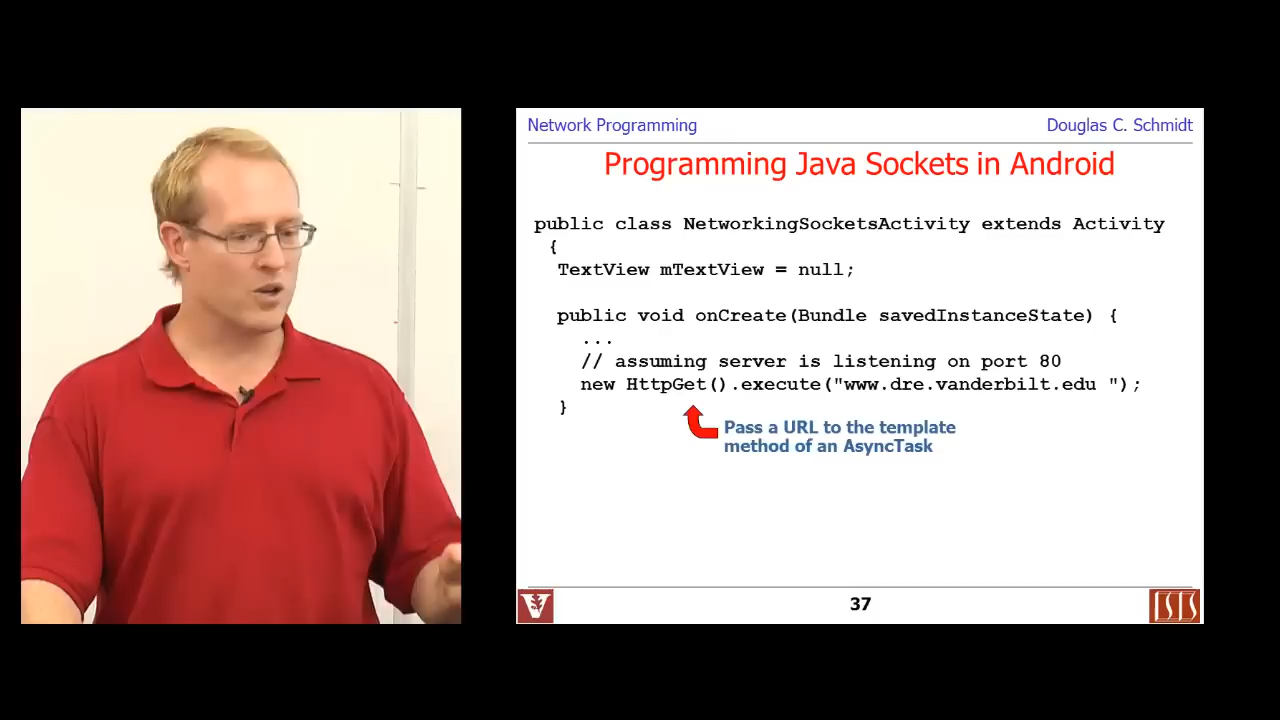 Network Programming
Douglas C. Schmidt
Programming Java Sockets in Android
public class NetworkingSocketsActivity extends Activity
{
TextView mTextView = null;
public void onCreate(Bundle savedInstanceState) {
...
// assuming server is listening on port 80
new HttpGet().execute("www.dre.vanderbilt.edu ");
}
Pass a URL to the template
method of an AsyncTask
V
37
ISIS